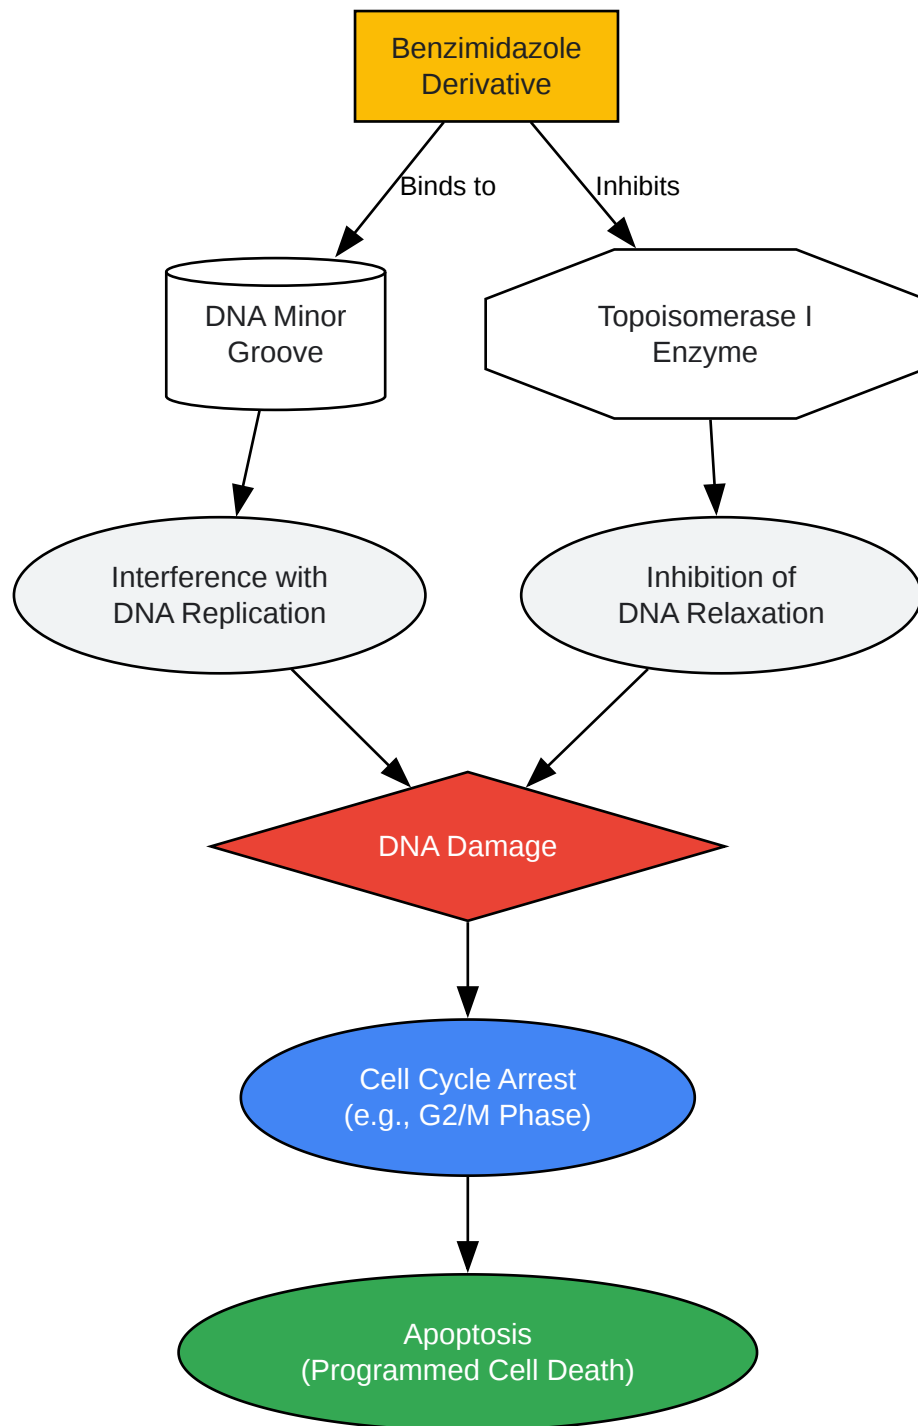 Benzimidazole
Derivative
Binds to
Inhibits
DNA Minor
Groove
Topoisomerase I
Enzyme
Interference with
DNA Replication
Inhibition of
DNA Relaxation
DNA Damage
Cell Cycle Arrest
(e.g., G2/M Phase)
Apoptosis
(Programmed Cell Death)